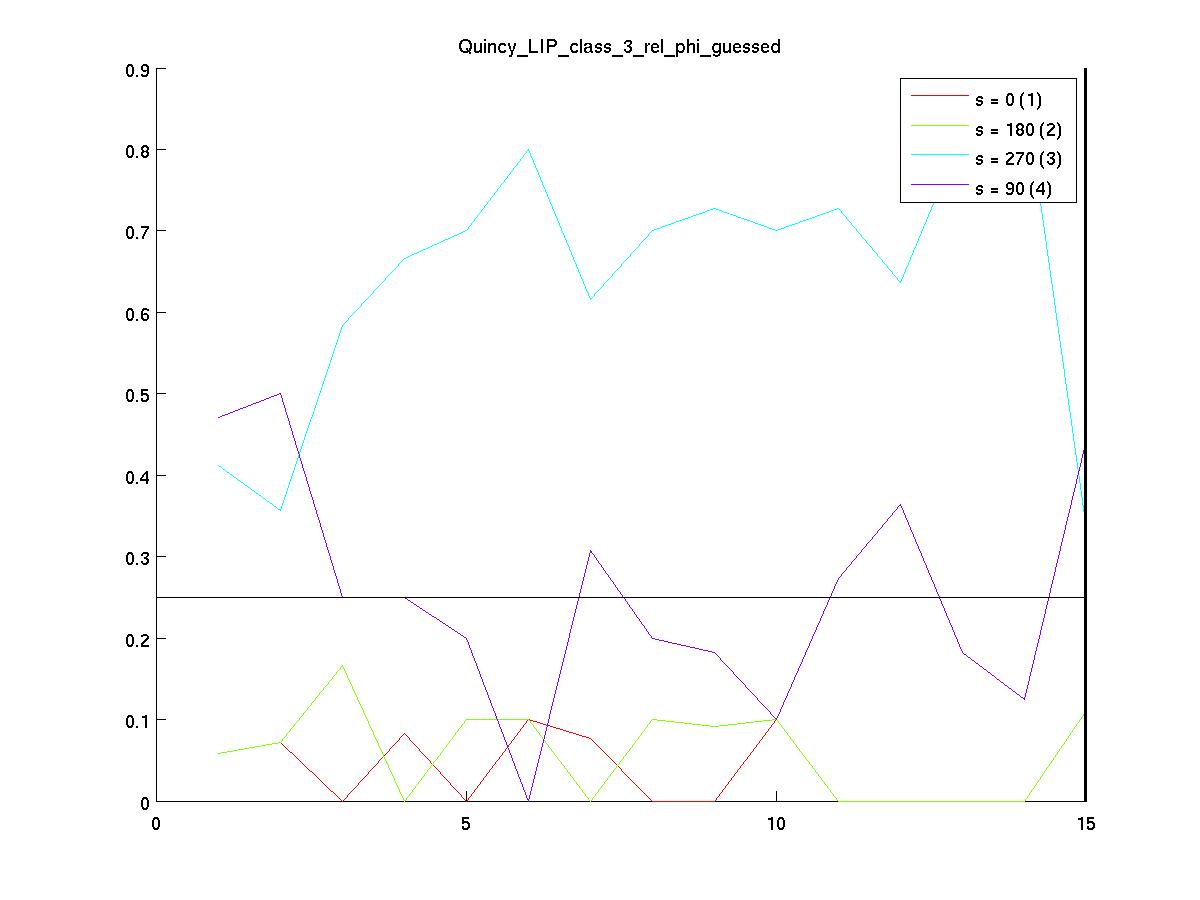 Quincy_LIP_class_3_rel_phi_guessed
0.9
0.8
0.7
0.6
0.5
0.4
0.3
0.2
0.1
0
s = 0 (1)
s = 180 (2)
s = 270 (3)
s = 90 (4)
0 5 10 15